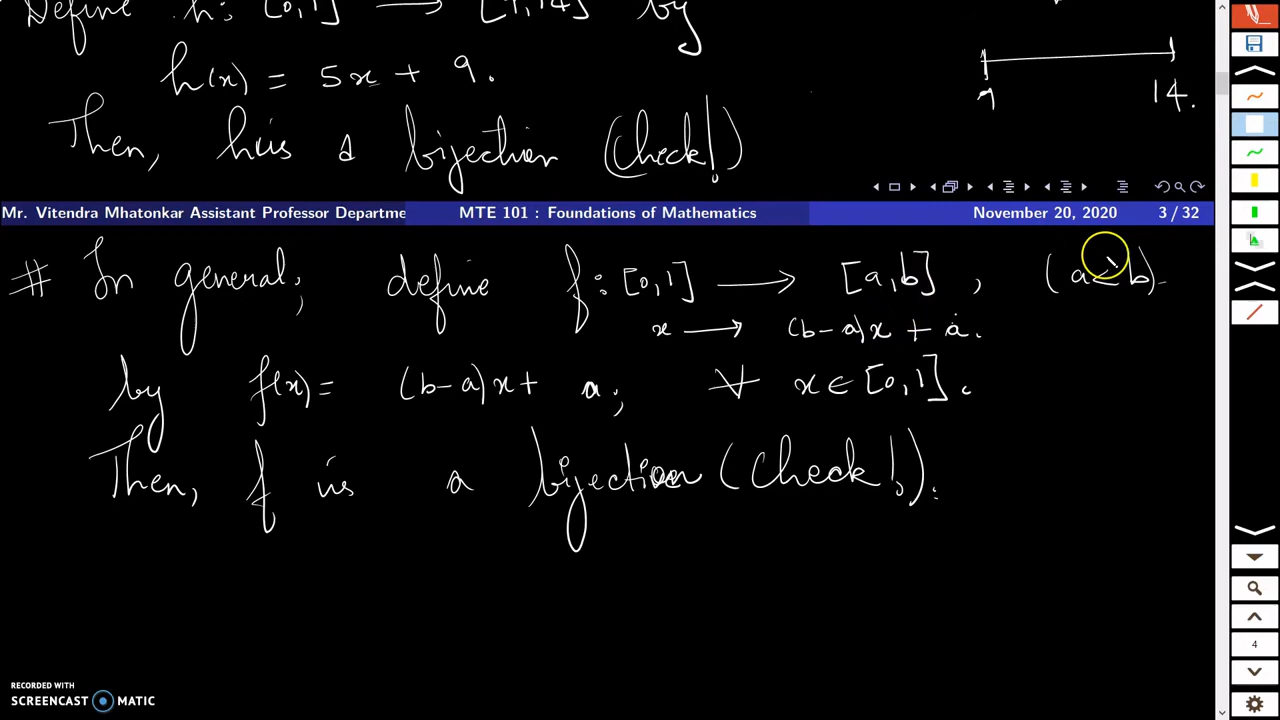 Define h: [0,1] → [9,14] by
h(x) = 5x + 9.
9 14.
Then, h is a bijection (Check!)
Mr. Vitendra Mhatonkar Assistant Professor Departme MTE 101 : Foundations of Mathematics November 20, 2020 3 / 32
# In general; define f: [0,1] → [a,b] , (a<b).
x → (b-a)x + a.
by f(x) = (b-a)x + a; ∀ x ∈ [0,1].
Then, f is a bijection (Check!).
4
RECORDED WITH
SCREENCAST MATIC